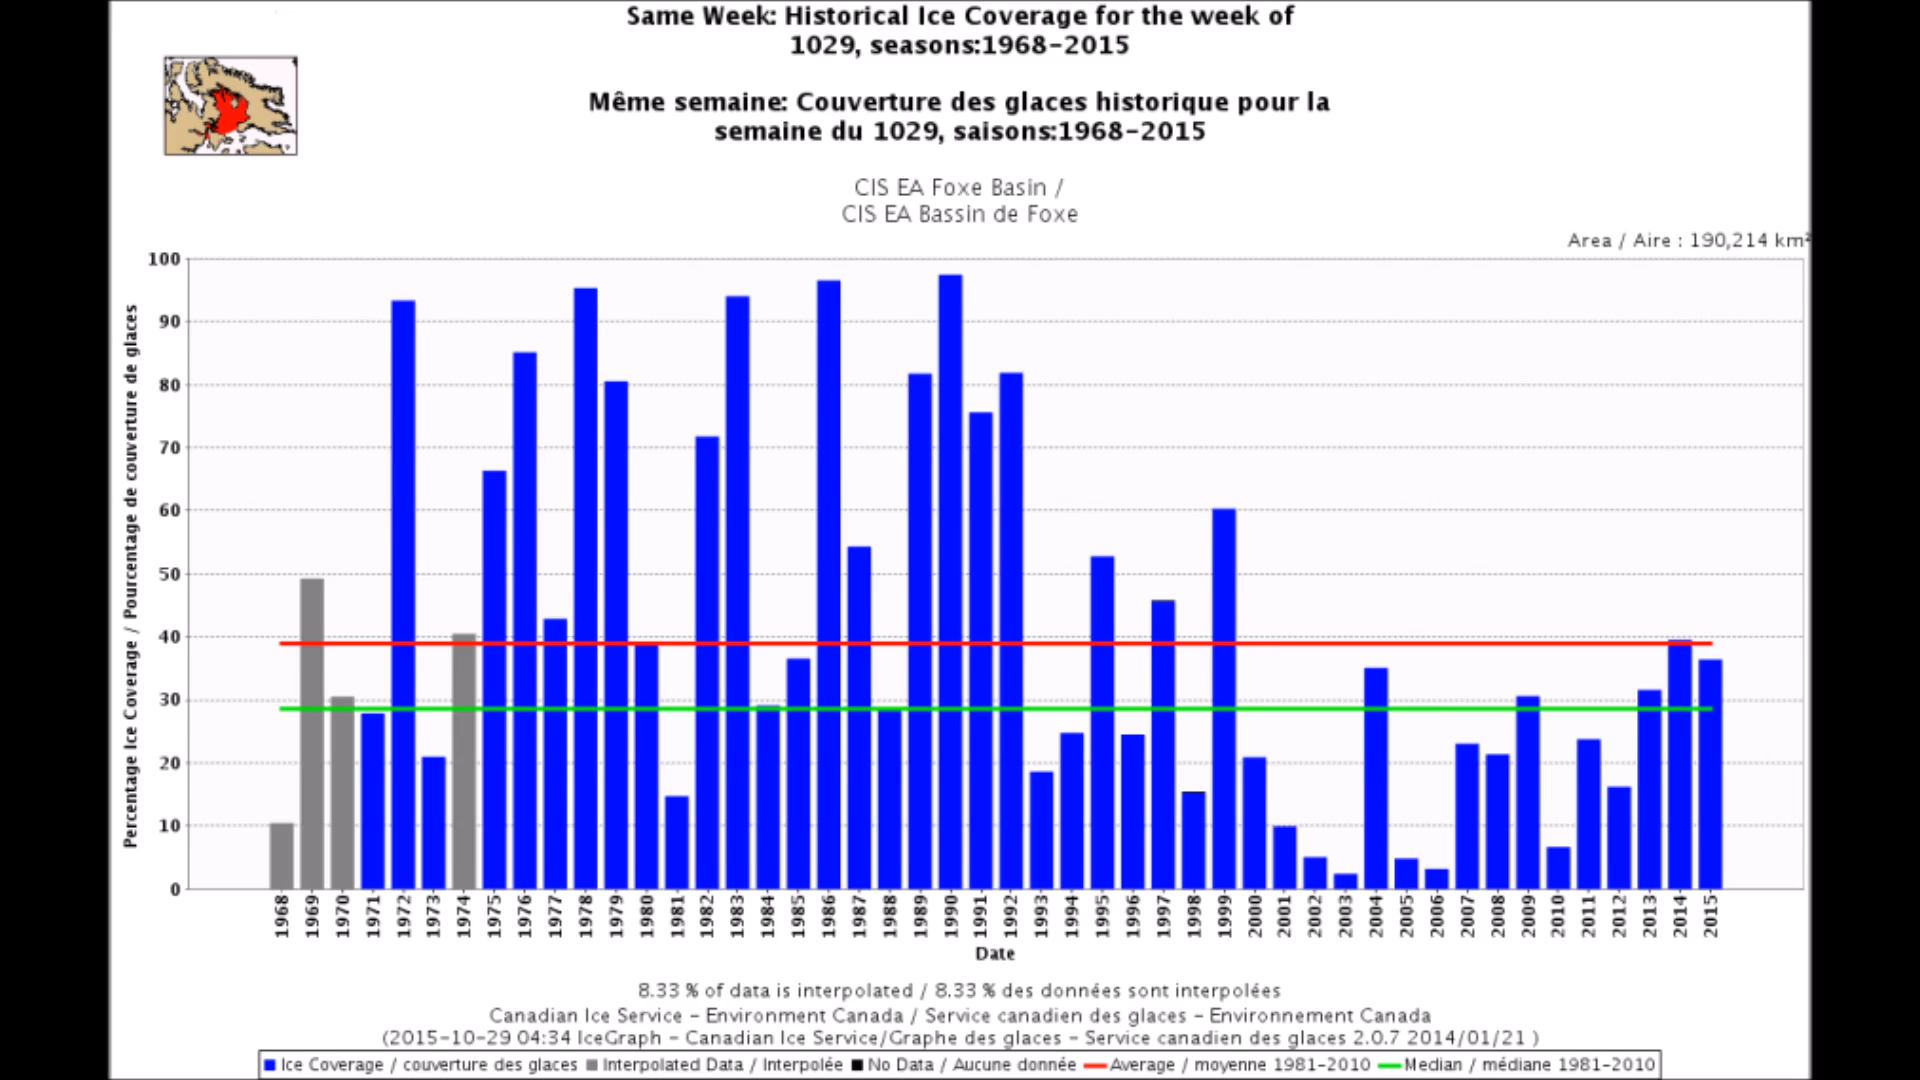 Same Week: Historical Ice Coverage for the week of
1029, seasons:1968–2015
Même semaine: Couverture des glaces historique pour la
semaine du 1029, saisons:1968–2015
CIS EA Foxe Basin /
CIS EA Bassin de Foxe
Area / Aire : 190,214 km²
Percentage Ice Coverage / Pourcentage de couverture de glaces
100
90
80
70
60
50
40
30
20
10
0
1968 1969 1970 1971 1972 1973 1974 1975 1976 1977 1978 1979 1980 1981 1982 1983 1984 1985 1986 1987 1988 1989 1990 1991 1992 1993 1994 1995 1996 1997 1998 1999 2000 2001 2002 2003 2004 2005 2006 2007 2008 2009 2010 2011 2012 2013 2014 2015
Date
8.33 % of data is interpolated / 8.33 % des données sont interpolées
Canadian Ice Service – Environment Canada / Service canadien des glaces – Environnement Canada
(2015–10–29 04:34 IceGraph – Canadian Ice Service/Graphe des glaces – Service canadien des glaces 2.0.7 2014/01/21 )
Ice Coverage / couverture des glaces Interpolated Data / Interpolée No Data / Aucune donnée Average / moyenne 1981–2010 Median / médiane 1981–2010